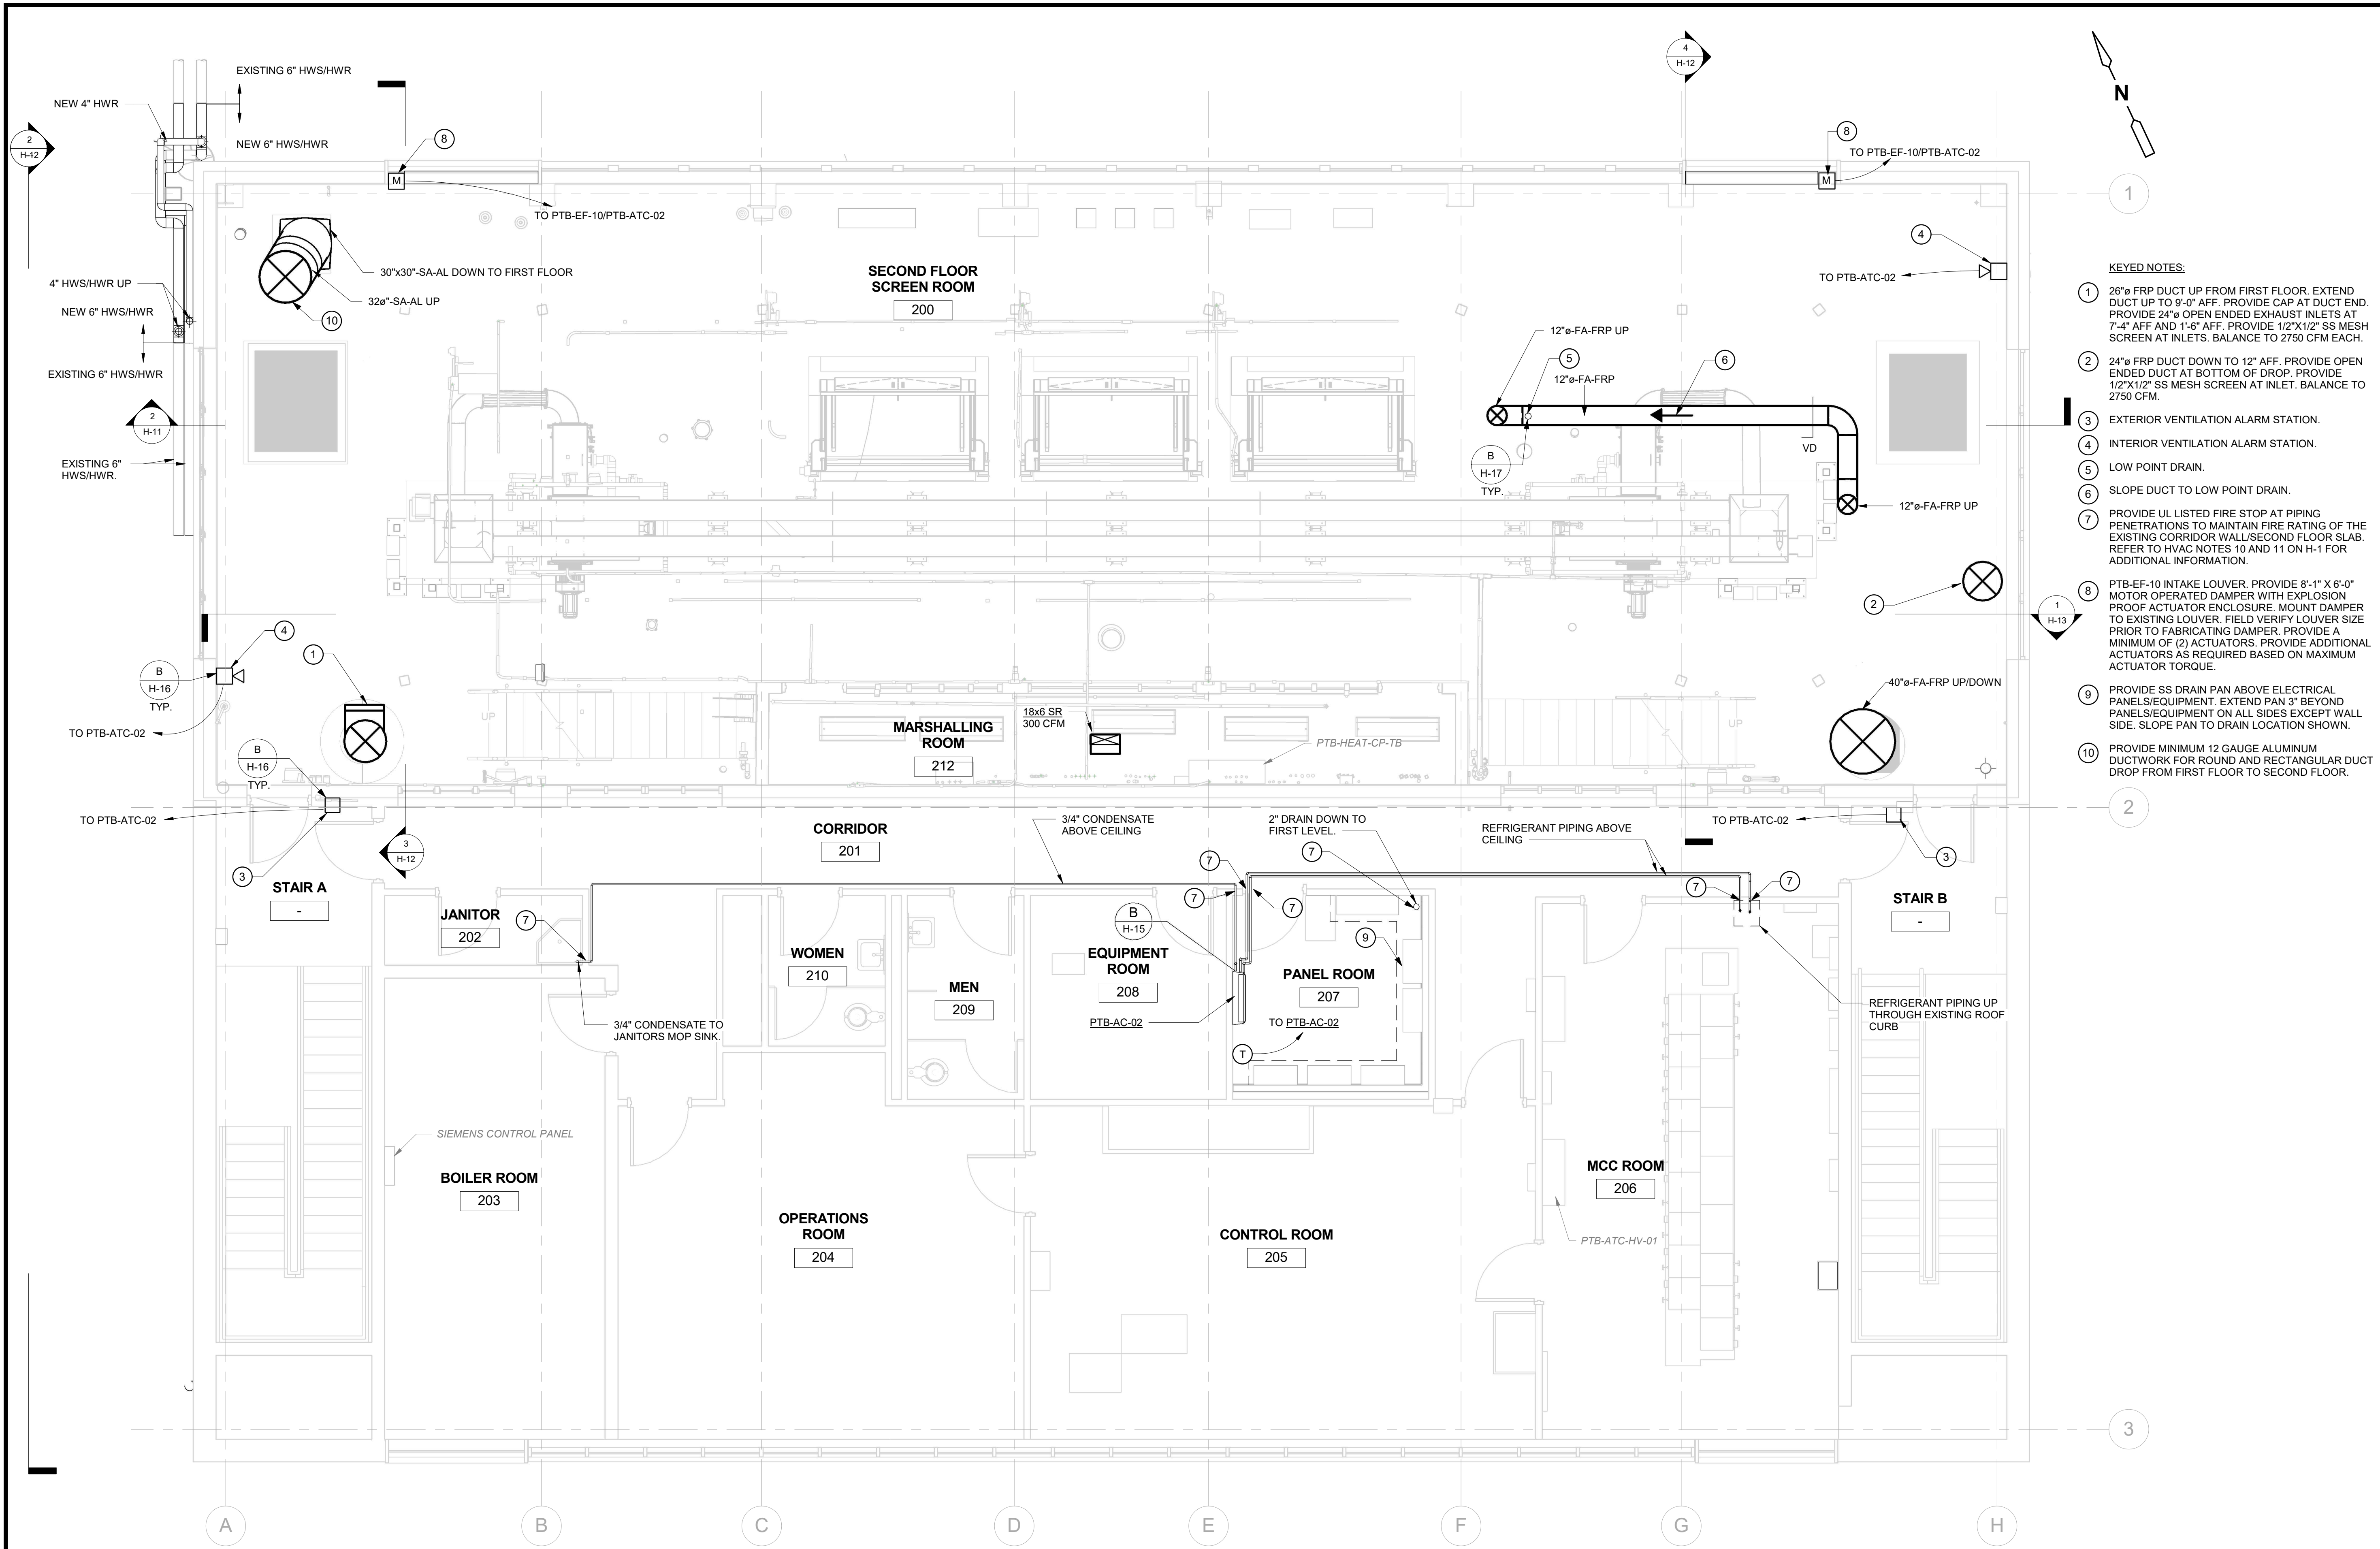 EXISTING 6" HWS/HWR
NEW 4" HWR
NEW 6" HWS/HWR
2
H-12
8
TO PTB-EF-10/PTB-ATC-02
4
H-12
8
TO PTB-EF-10/PTB-ATC-02
N
1
30"x30"-SA-AL DOWN TO FIRST FLOOR
32ø"-SA-AL UP
10
4" HWS/HWR UP
NEW 6" HWS/HWR
EXISTING 6" HWS/HWR
2
H-11
EXISTING 6"
HWS/HWR.
SECOND FLOOR
SCREEN ROOM
200
4
TO PTB-ATC-02
12"ø-FA-FRP UP
5
12"ø-FA-FRP
6
B
H-17
TYP.
VD
12"ø-FA-FRP UP
2
1
H-13
4
1
B
H-16
TYP.
TO PTB-ATC-02
B
H-16
TYP.
TO PTB-ATC-02
3
3
H-12
UP
MARSHALLING
ROOM
212
18x6 SR
300 CFM
PTB-HEAT-CP-TB
UP
40"ø-FA-FRP UP/DOWN
2
TO PTB-ATC-02
3
CORRIDOR
201
3/4" CONDENSATE
ABOVE CEILING
2" DRAIN DOWN TO
FIRST LEVEL.
7
7
7
7
REFRIGERANT PIPING ABOVE
CEILING
7
7
STAIR A
-
JANITOR
202
7
3/4" CONDENSATE TO
JANITORS MOP SINK.
WOMEN
210
MEN
209
EQUIPMENT
ROOM
208
B
H-15
PTB-AC-02
PANEL ROOM
207
9
TO PTB-AC-02
T
STAIR B
-
REFRIGERANT PIPING UP
THROUGH EXISTING ROOF
CURB
SIEMENS CONTROL PANEL
BOILER ROOM
203
OPERATIONS
ROOM
204
CONTROL ROOM
205
MCC ROOM
206
PTB-ATC-HV-01
3
A
B
C
D
E
F
G
H
KEYED NOTES:
1
26"ø FRP DUCT UP FROM FIRST FLOOR. EXTEND
DUCT UP TO 9'-0" AFF. PROVIDE CAP AT DUCT END.
PROVIDE 24"ø OPEN ENDED EXHAUST INLETS AT
7'-4" AFF AND 1'-6" AFF. PROVIDE 1/2"X1/2" SS MESH
SCREEN AT INLETS. BALANCE TO 2750 CFM EACH.
2
24"ø FRP DUCT DOWN TO 12" AFF. PROVIDE OPEN
ENDED DUCT AT BOTTOM OF DROP. PROVIDE
1/2"X1/2" SS MESH SCREEN AT INLET. BALANCE TO
2750 CFM.
3
EXTERIOR VENTILATION ALARM STATION.
4
INTERIOR VENTILATION ALARM STATION.
5
LOW POINT DRAIN.
6
SLOPE DUCT TO LOW POINT DRAIN.
7
PROVIDE UL LISTED FIRE STOP AT PIPING
PENETRATIONS TO MAINTAIN FIRE RATING OF THE
EXISTING CORRIDOR WALL/SECOND FLOOR SLAB.
REFER TO HVAC NOTES 10 AND 11 ON H-1 FOR
ADDITIONAL INFORMATION.
8
PTB-EF-10 INTAKE LOUVER. PROVIDE 8'-1" X 6'-0"
MOTOR OPERATED DAMPER WITH EXPLOSION
PROOF ACTUATOR ENCLOSURE. MOUNT DAMPER
TO EXISTING LOUVER. FIELD VERIFY LOUVER SIZE
PRIOR TO FABRICATING DAMPER. PROVIDE A
MINIMUM OF (2) ACTUATORS. PROVIDE ADDITIONAL
ACTUATORS AS REQUIRED BASED ON MAXIMUM
ACTUATOR TORQUE.
9
PROVIDE SS DRAIN PAN ABOVE ELECTRICAL
PANELS/EQUIPMENT. EXTEND PAN 3" BEYOND
PANELS/EQUIPMENT ON ALL SIDES EXCEPT WALL
SIDE. SLOPE PAN TO DRAIN LOCATION SHOWN.
10
PROVIDE MINIMUM 12 GAUGE ALUMINUM
DUCTWORK FOR ROUND AND RECTANGULAR DUCT
DROP FROM FIRST FLOOR TO SECOND FLOOR.
M
M